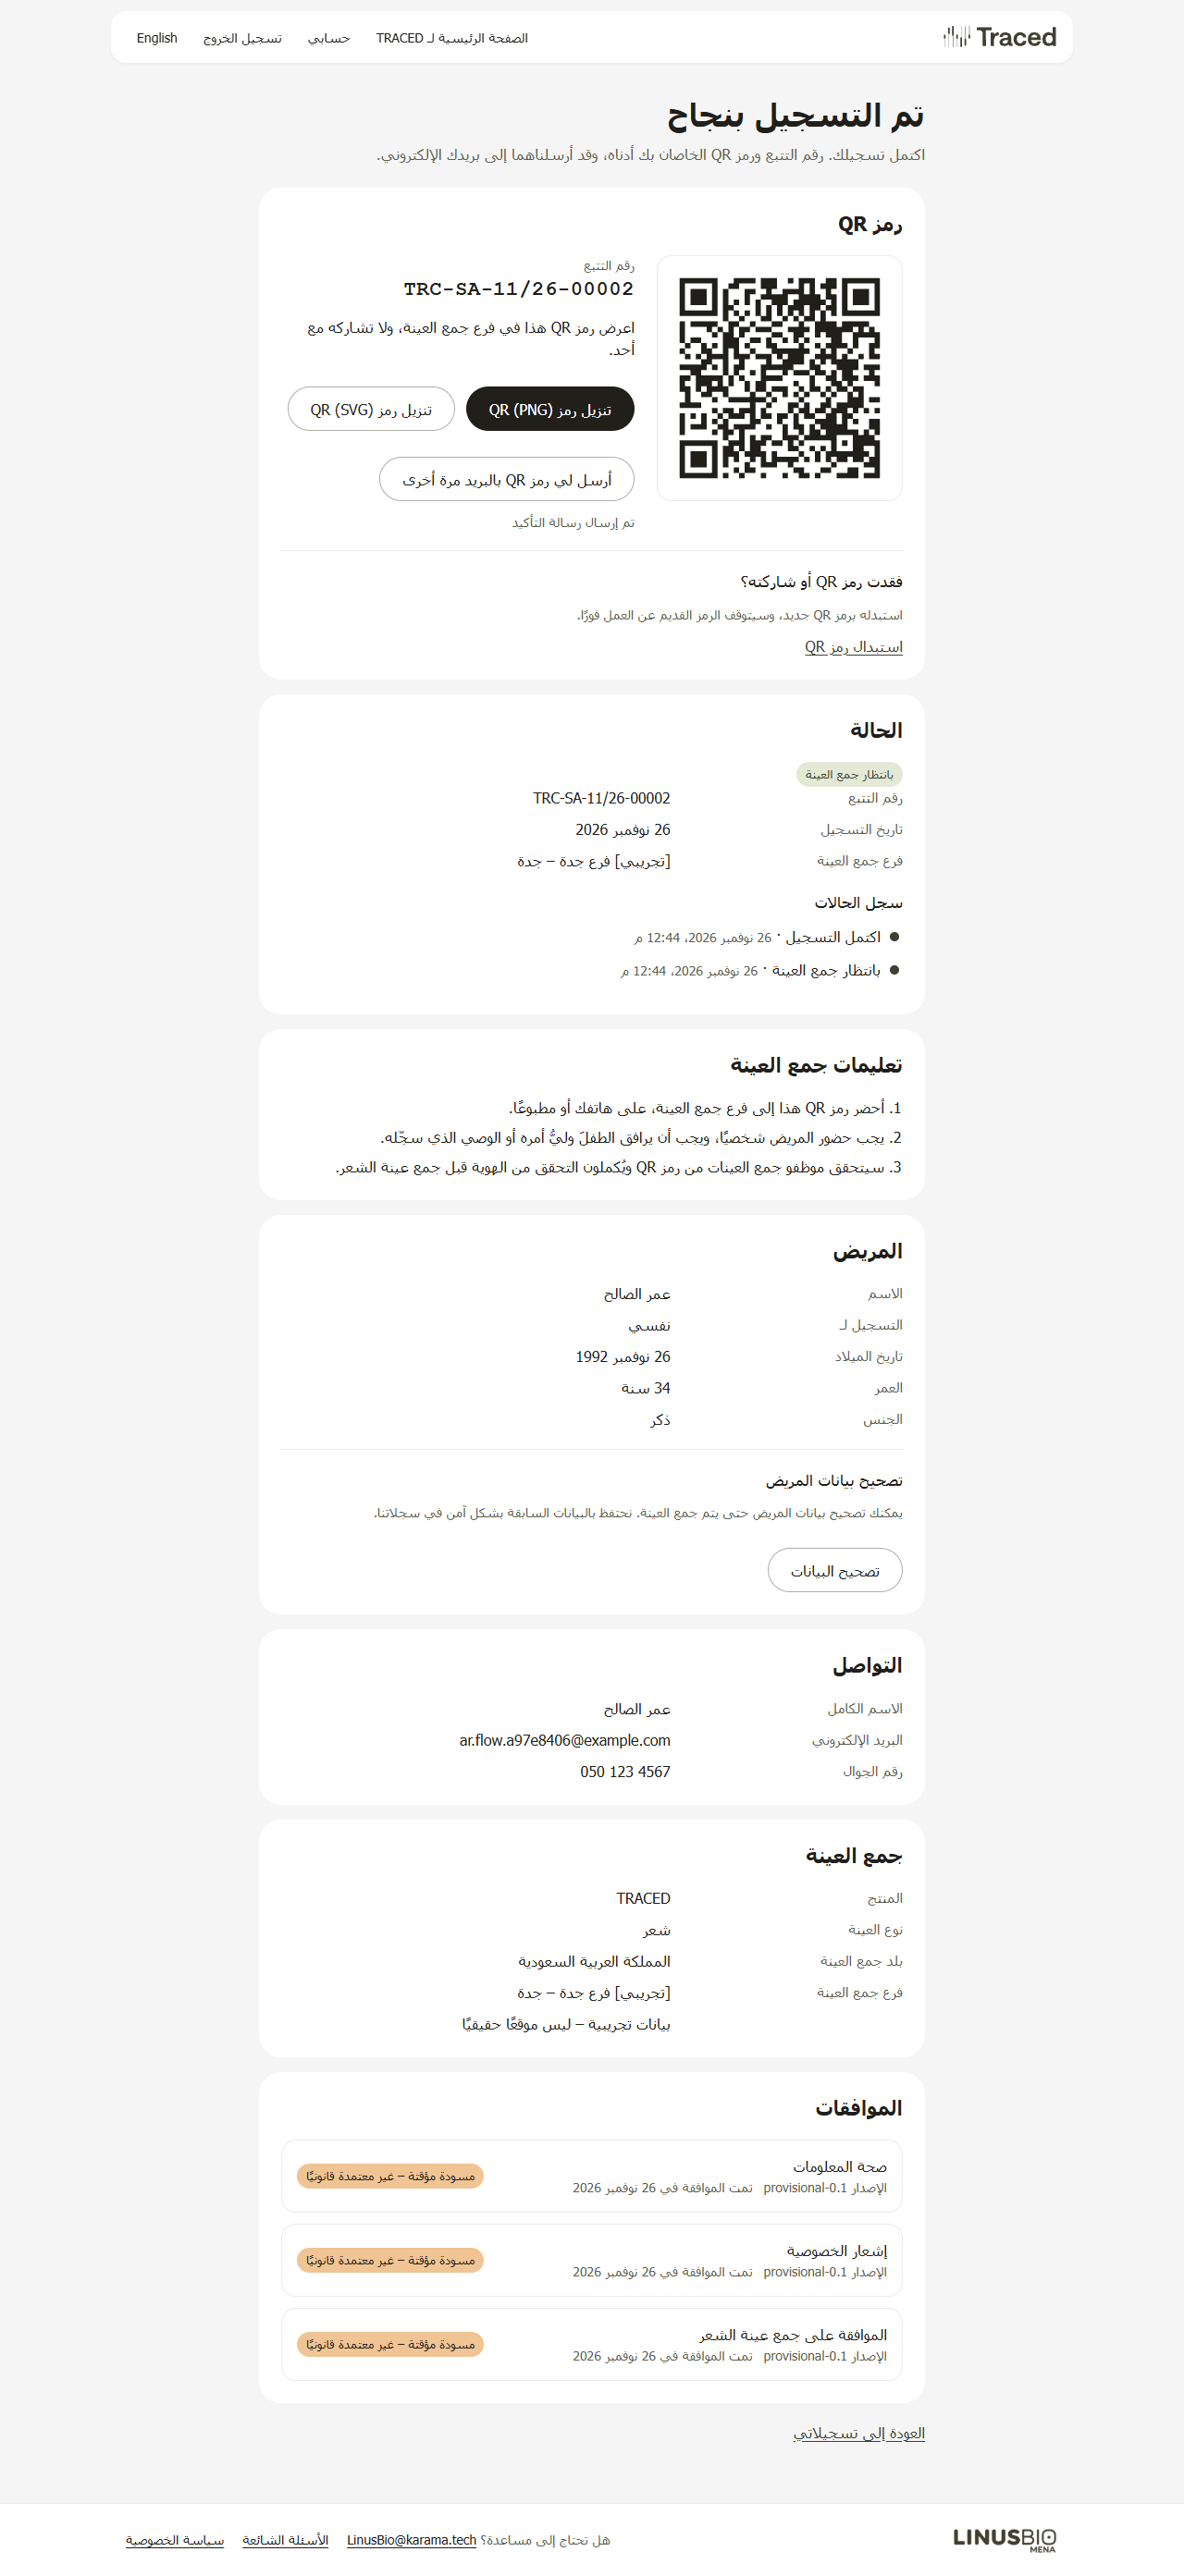 Traced
الصفحة الرئيسية لـ TRACED
حسابي
تسجيل الخروج
English
تم التسجيل بنجاح
اكتمل تسجيلك. رقم التتبع ورمز QR الخاصان بك أدناه، وقد أرسلناهما إلى بريدك الإلكتروني.
رمز QR
رقم التتبع
TRC-SA-11/26-00002
اعرض رمز QR هذا في فرع جمع العينة، ولا تشاركه مع
أحد.
تنزيل رمز QR (PNG)
تنزيل رمز QR (SVG)
أرسل لي رمز QR بالبريد مرة أخرى
تم إرسال رسالة التأكيد
فقدت رمز QR أو شاركته؟
استبدله برمز QR جديد، وسيتوقف الرمز القديم عن العمل فورًا.
استبدال رمز QR
الحالة
بانتظار جمع العينة
رقم التتبع TRC-SA-11/26-00002
تاريخ التسجيل 26 نوفمبر 2026
فرع جمع العينة [تجريبي] فرع جدة – جدة
سجل الحالات
اكتمل التسجيل · 26 نوفمبر 2026، 12:44 م
بانتظار جمع العينة · 26 نوفمبر 2026، 12:44 م
تعليمات جمع العينة
1. أحضر رمز QR هذا إلى فرع جمع العينة، على هاتفك أو مطبوعًا.
2. يجب حضور المريض شخصيًا، ويجب أن يرافق الطفلَ وليُّ أمره أو الوصي الذي سجّله.
3. سيتحقق موظفو جمع العينات من رمز QR ويُكملون التحقق من الهوية قبل جمع عينة الشعر.
المريض
الاسم عمر الصالح
التسجيل لـ نفسي
تاريخ الميلاد 26 نوفمبر 1992
العمر 34 سنة
الجنس ذكر
تصحيح بيانات المريض
يمكنك تصحيح بيانات المريض حتى يتم جمع العينة. نحتفظ بالبيانات السابقة بشكل آمن في سجلاتنا.
تصحيح البيانات
التواصل
الاسم الكامل عمر الصالح
البريد الإلكتروني ar.flow.a97e8406@example.com
رقم الجوال 050 123 4567
جمع العينة
المنتج TRACED
نوع العينة شعر
بلد جمع العينة المملكة العربية السعودية
فرع جمع العينة [تجريبي] فرع جدة – جدة
بيانات تجريبية – ليس موقعًا حقيقيًا
الموافقات
صحة المعلومات
الإصدار provisional-0.1 تمت الموافقة في 26 نوفمبر 2026
مسودة مؤقتة – غير معتمدة قانونيًا
إشعار الخصوصية
الإصدار provisional-0.1 تمت الموافقة في 26 نوفمبر 2026
مسودة مؤقتة – غير معتمدة قانونيًا
الموافقة على جمع عينة الشعر
الإصدار provisional-0.1 تمت الموافقة في 26 نوفمبر 2026
مسودة مؤقتة – غير معتمدة قانونيًا
العودة إلى تسجيلاتي
LINUSBIO
MENA
هل تحتاج إلى مساعدة؟ LinusBio@karama.tech
الأسئلة الشائعة
سياسة الخصوصية